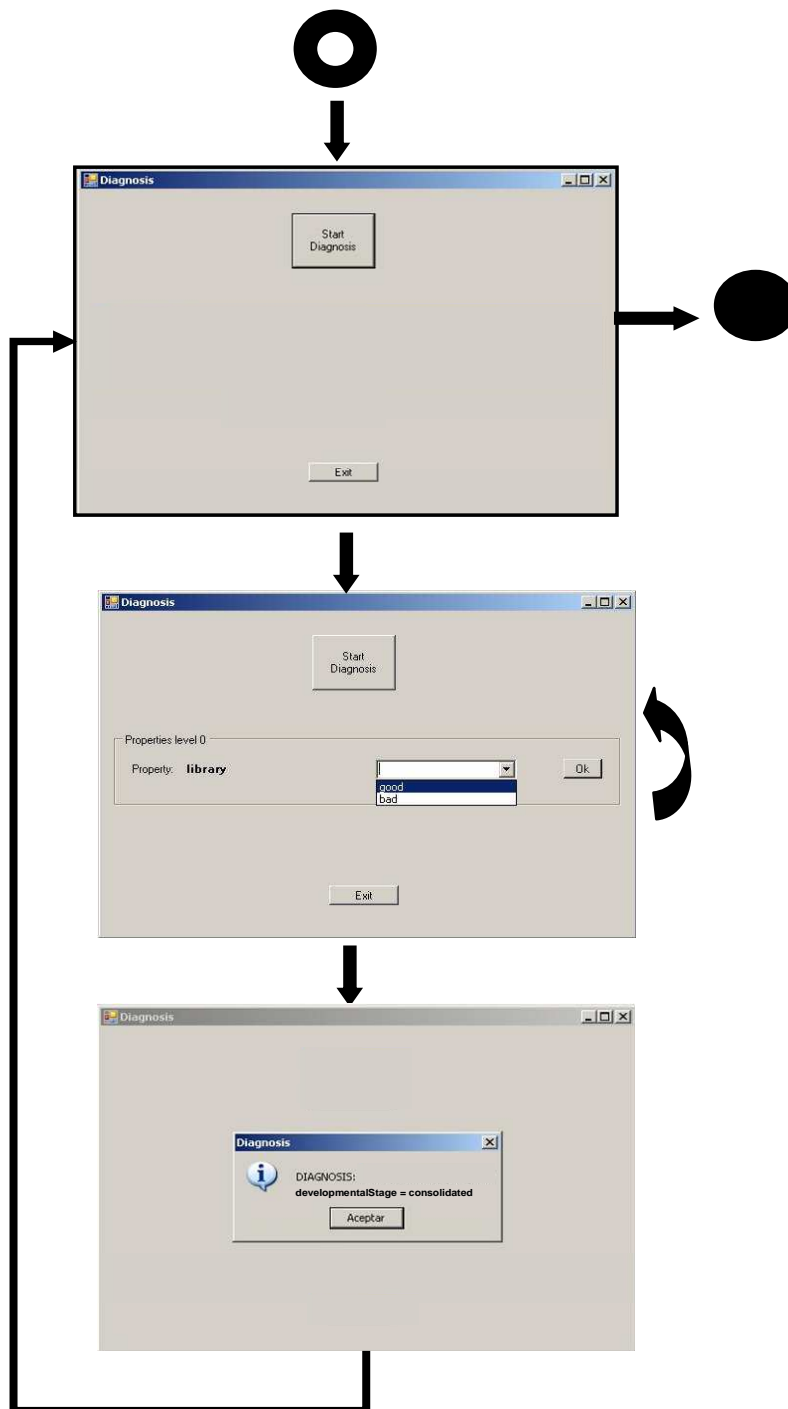 Diagnosis
Start
Diagnosis
Exit
Diagnosis
Start
Diagnosis
Properties level 0
Property: library
Ok
good
bad
Exit
Diagnosis
Diagnosis
DIAGNOSIS:
developmentalStage = consolidated
Aceptar